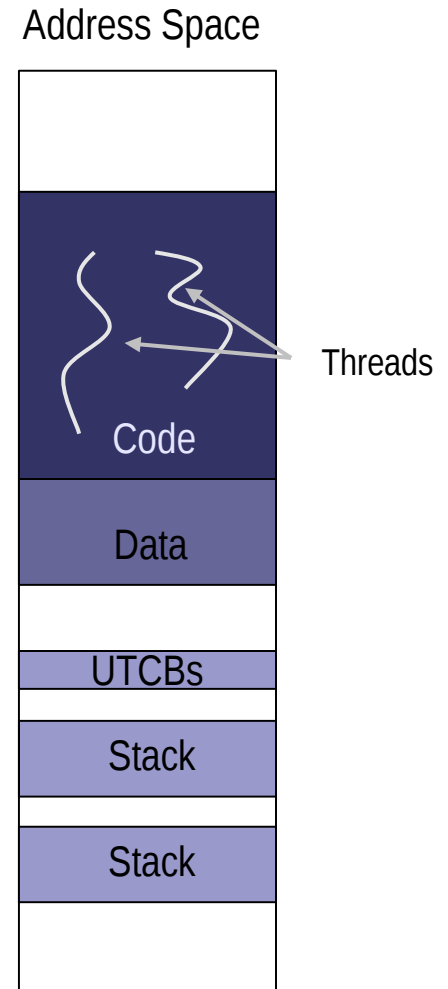 Address Space
Threads
Code
Data
UTCBs
Stack
Stack